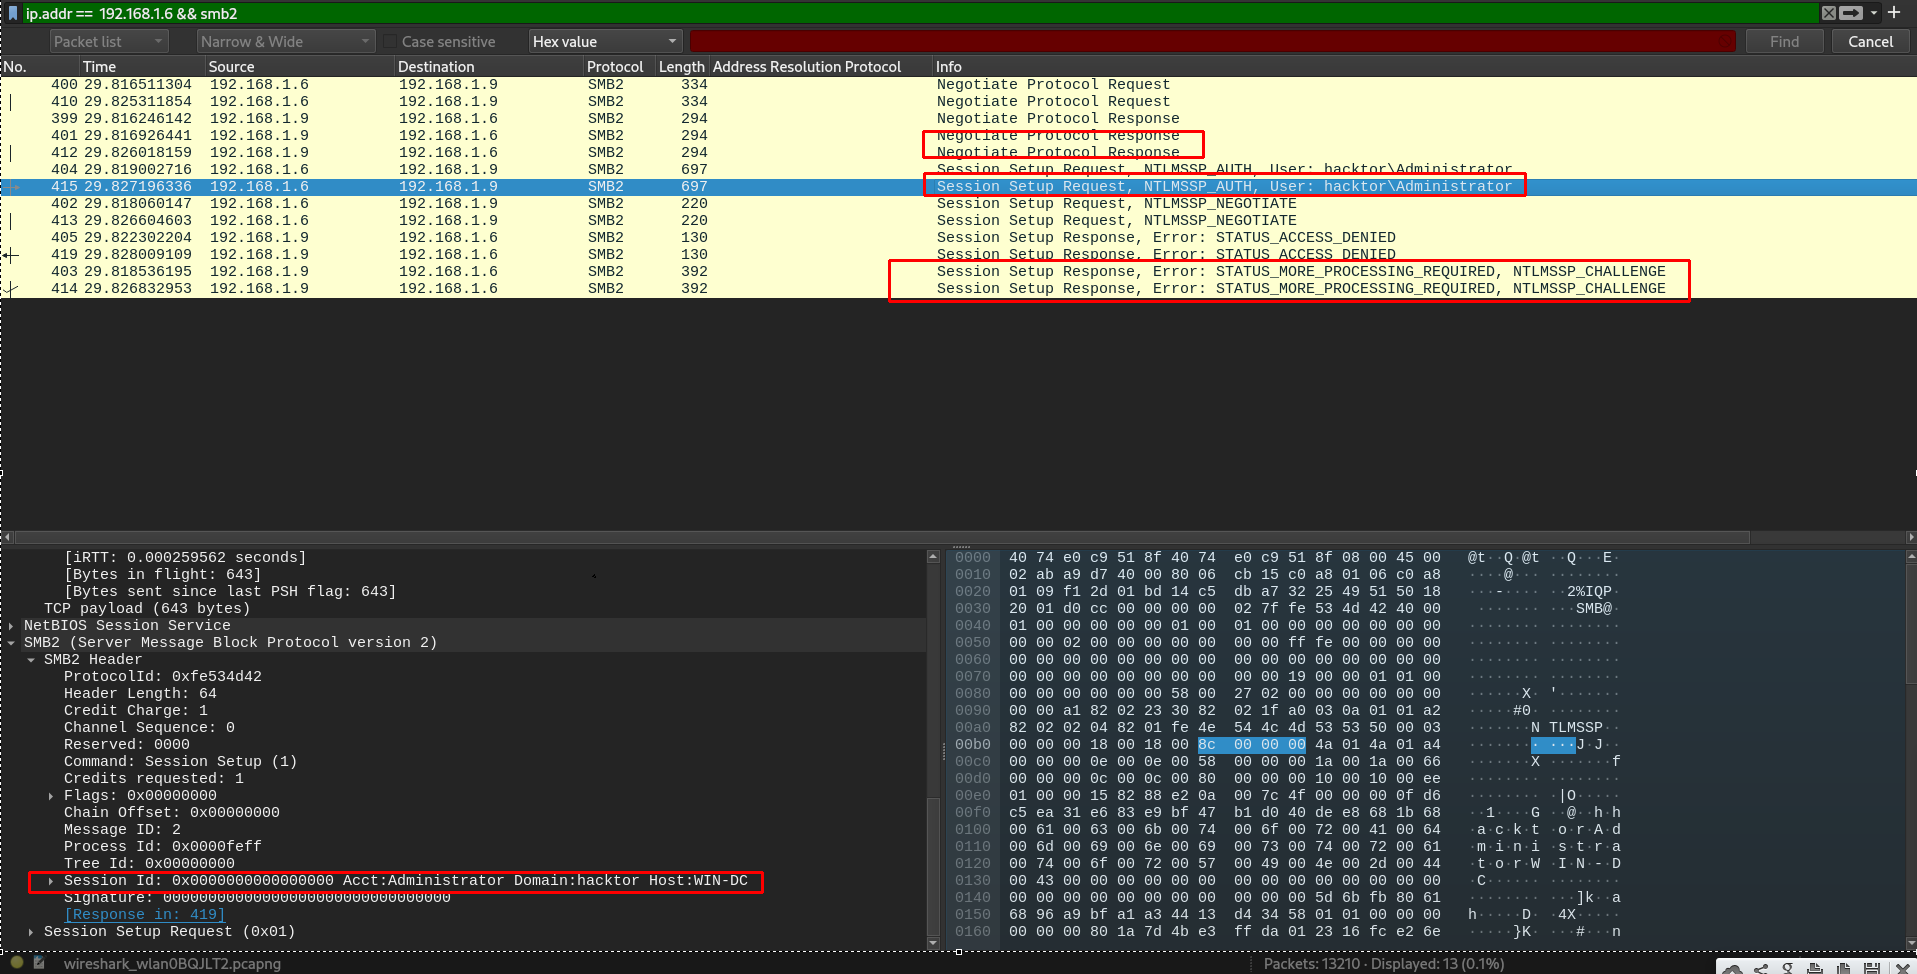 ip.addr == 192.168.1.6 && smb2
Packet list Narrow & Wide Case sensitive Hex value Find Cancel
No. Time Source Destination Protocol Length Address Resolution Protocol Info
400 29.816511304 192.168.1.6 192.168.1.9 SMB2 334 Negotiate Protocol Request
410 29.825311854 192.168.1.6 192.168.1.9 SMB2 334 Negotiate Protocol Request
399 29.816246142 192.168.1.9 192.168.1.6 SMB2 294 Negotiate Protocol Response
401 29.816926441 192.168.1.9 192.168.1.6 SMB2 294 Negotiate Protocol Response
412 29.826018159 192.168.1.9 192.168.1.6 SMB2 294 Negotiate Protocol Response
404 29.819002716 192.168.1.6 192.168.1.9 SMB2 697 Session Setup Request, NTLMSSP_AUTH, User: hacktor\Administrator
415 29.827196336 192.168.1.6 192.168.1.9 SMB2 697 Session Setup Request, NTLMSSP_AUTH, User: hacktor\Administrator
402 29.818060147 192.168.1.6 192.168.1.9 SMB2 220 Session Setup Request, NTLMSSP_NEGOTIATE
413 29.826604603 192.168.1.6 192.168.1.9 SMB2 220 Session Setup Request, NTLMSSP_NEGOTIATE
405 29.822302204 192.168.1.9 192.168.1.6 SMB2 130 Session Setup Response, Error: STATUS_ACCESS_DENIED
419 29.828009109 192.168.1.9 192.168.1.6 SMB2 130 Session Setup Response, Error: STATUS_ACCESS_DENIED
403 29.818536195 192.168.1.9 192.168.1.6 SMB2 392 Session Setup Response, Error: STATUS_MORE_PROCESSING_REQUIRED, NTLMSSP_CHALLENGE
414 29.826832953 192.168.1.9 192.168.1.6 SMB2 392 Session Setup Response, Error: STATUS_MORE_PROCESSING_REQUIRED, NTLMSSP_CHALLENGE
[iRTT: 0.000259562 seconds]
[Bytes in flight: 643]
[Bytes sent since last PSH flag: 643]
TCP payload (643 bytes)
NetBIOS Session Service
SMB2 (Server Message Block Protocol version 2)
SMB2 Header
ProtocolId: 0xfe534d42
Header Length: 64
Credit Charge: 1
Channel Sequence: 0
Reserved: 0000
Command: Session Setup (1)
Credits requested: 1
Flags: 0x00000000
Chain Offset: 0x00000000
Message ID: 2
Process Id: 0x0000feff
Tree Id: 0x00000000
Session Id: 0x0000000000000000 Acct:Administrator Domain:hacktor Host:WIN-DC
Signature: 00000000000000000000000000000000
[Response in: 419]
Session Setup Request (0x01)
0000 40 74 e0 c9 51 8f 40 74 e0 c9 51 8f 08 00 45 00 @t··Q·@t ··Q···E·
0010 02 ab a9 d7 40 00 80 06 cb 15 c0 a8 01 06 c0 a8 ····@··· ········
0020 01 09 f1 2d 01 bd 14 c5 db a7 32 25 49 51 50 18 ···-···· ··2%IQP·
0030 20 01 d0 cc 00 00 00 00 02 7f fe 53 4d 42 40 00 ········ ···SMB@·
0040 01 00 00 00 00 00 01 00 01 00 00 00 00 00 00 00 ········ ········
0050 00 00 02 00 00 00 00 00 00 00 ff fe 00 00 00 00 ········ ········
0060 00 00 00 00 00 00 00 00 00 00 00 00 00 00 00 00 ········ ········
0070 00 00 00 00 00 00 00 00 00 00 19 00 00 01 01 00 ········ ········
0080 00 00 00 00 00 00 58 00 27 02 00 00 00 00 00 00 ······X· '·······
0090 00 00 a1 82 02 23 30 82 02 1f a0 03 0a 01 01 a2 ·····#0· ········
00a0 82 02 02 04 82 01 fe 4e 54 4c 4d 53 53 50 00 03 ·······N TLMSSP··
00b0 00 00 00 18 00 18 00 8c 00 00 00 4a 01 4a 01 a4 ········ ···J·J··
00c0 00 00 00 0e 00 0e 00 58 00 00 00 1a 00 1a 00 66 ·······X ·······f
00d0 00 00 00 0c 00 0c 00 80 00 00 00 10 00 10 00 ee ········ ········
00e0 01 00 00 15 82 88 e2 0a 00 7c 4f 00 00 00 0f d6 ········ ·|O·····
00f0 c5 ea 31 e6 83 e9 bf 47 b1 d0 40 de e8 68 1b 68 ··1····G ··@··h·h
0100 00 61 00 63 00 6b 00 74 00 6f 00 72 00 41 00 64 ·a·c·k·t ·o·r·A·d
0110 00 6d 00 69 00 6e 00 69 00 73 00 74 00 72 00 61 ·m·i·n·i ·s·t·r·a
0120 00 74 00 6f 00 72 00 57 00 49 00 4e 00 2d 00 44 ·t·o·r·W ·I·N·-·D
0130 00 43 00 00 00 00 00 00 00 00 00 00 00 00 00 00 ·C······ ········
0140 00 00 00 00 00 00 00 00 00 00 00 5d 6b fb 80 61 ········ ···]k··a
0150 68 96 a9 bf a1 a3 44 13 d4 34 58 01 01 00 00 00 h·····D· ·4X·····
0160 00 00 00 80 1a 7d 4b e3 ff da 01 23 16 fc e2 6e ·····}K· ···#···n
wireshark_wlan0BQJLT2.pcapng Packets: 13210 · Displayed: 13 (0.1%)